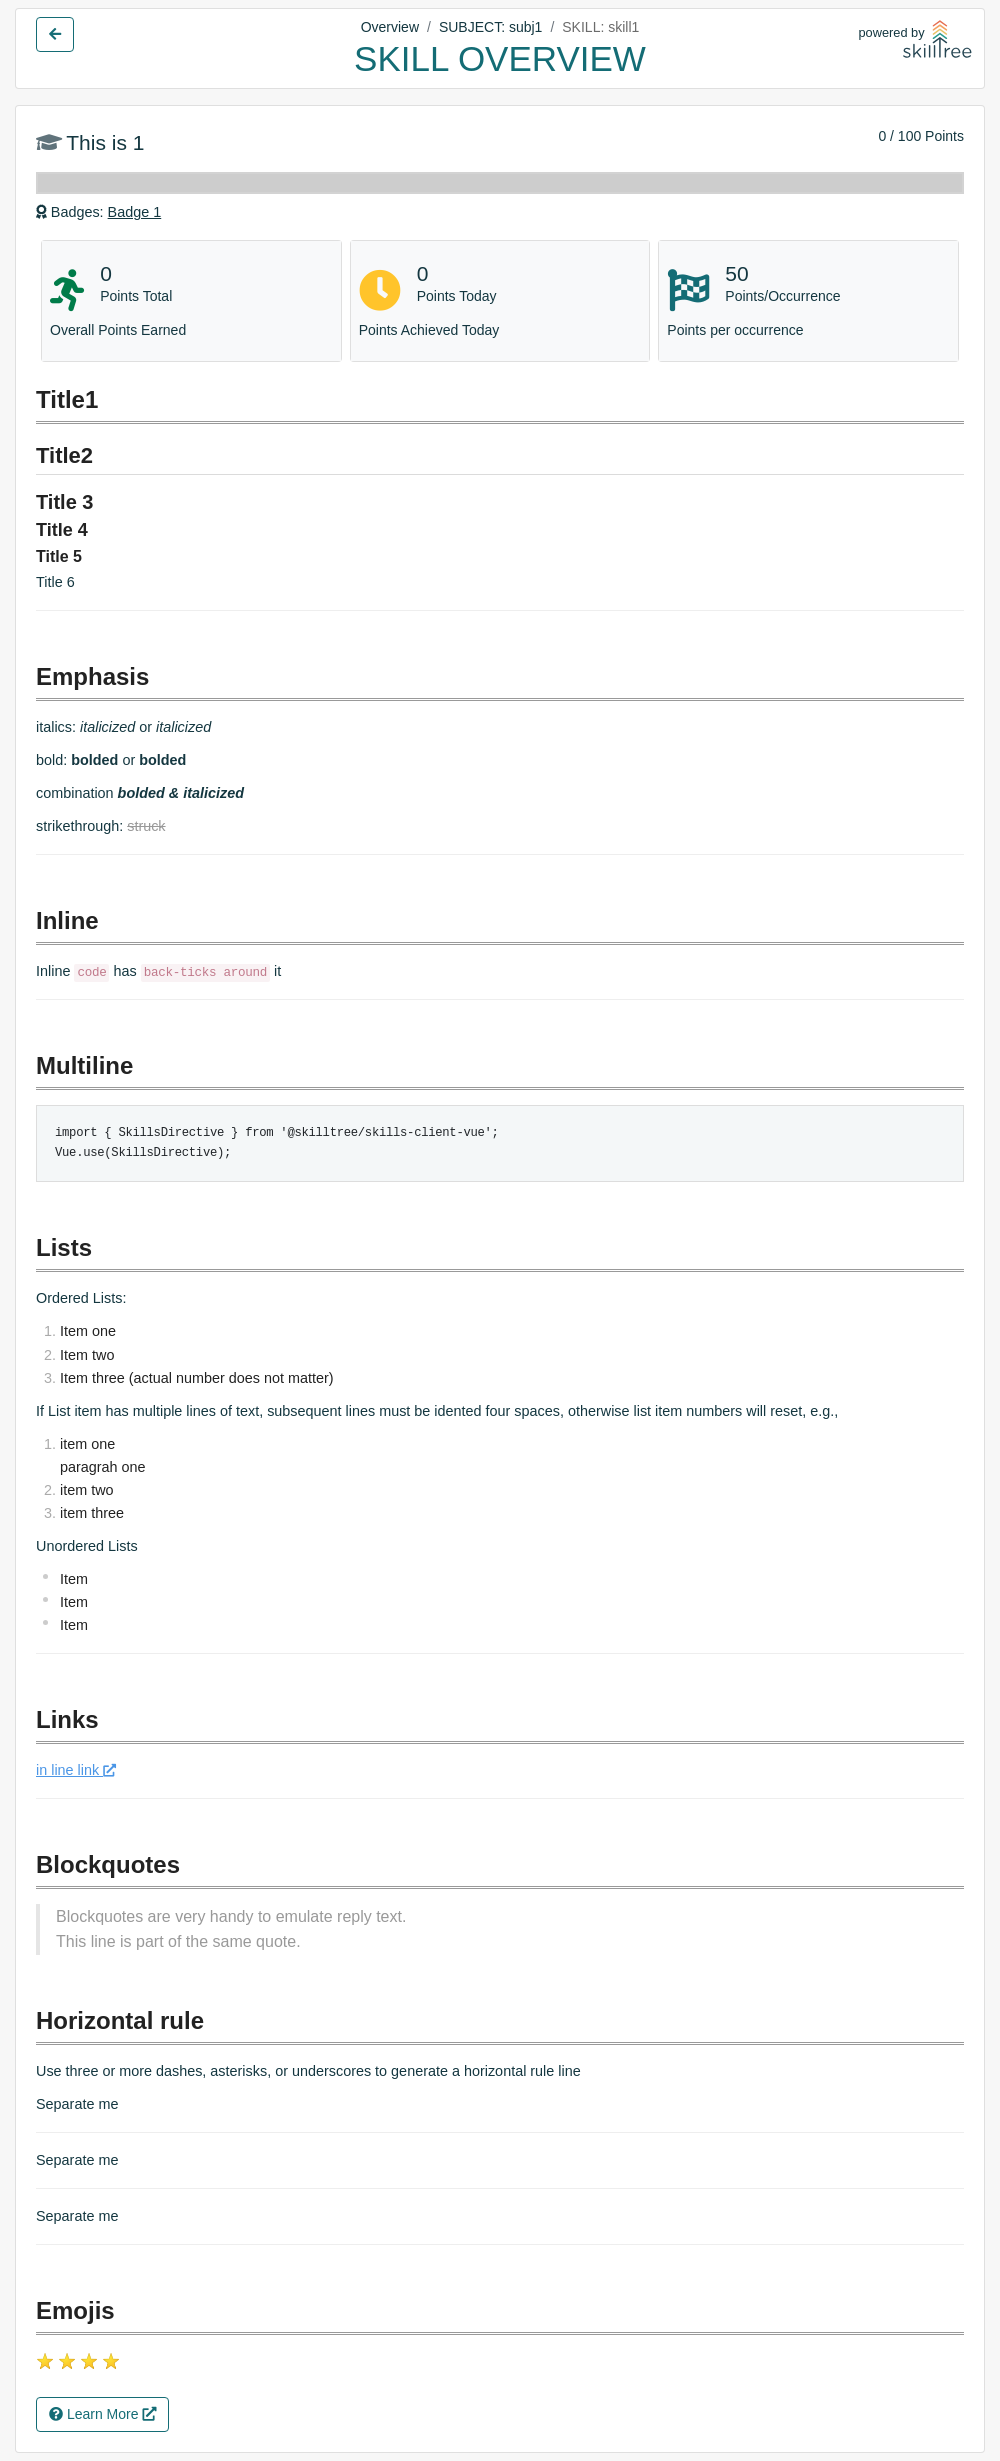 Overview / SUBJECT: subj1 / SKILL: skill1
SKILL OVERVIEW
powered by
skilltree
This is 1
0 / 100 Points
Badges: Badge 1
0
Points Total
Overall Points Earned
0
Points Today
Points Achieved Today
50
Points/Occurrence
Points per occurrence
Title1
Title2
Title 3
Title 4
Title 5
Title 6
Emphasis
italics: italicized or italicized
bold: bolded or bolded
combination bolded & italicized
strikethrough: struck
Inline
Inline code has back-ticks around it
Multiline
import { SkillsDirective } from '@skilltree/skills-client-vue';
Vue.use(SkillsDirective);
Lists
Ordered Lists:
1. Item one
2. Item two
3. Item three (actual number does not matter)
If List item has multiple lines of text, subsequent lines must be idented four spaces, otherwise list item numbers will reset, e.g.,
1. item one
paragrah one
2. item two
3. item three
Unordered Lists
• Item
• Item
• Item
Links
in line link
Blockquotes
Blockquotes are very handy to emulate reply text.
This line is part of the same quote.
Horizontal rule
Use three or more dashes, asterisks, or underscores to generate a horizontal rule line
Separate me
Separate me
Separate me
Emojis
Learn More